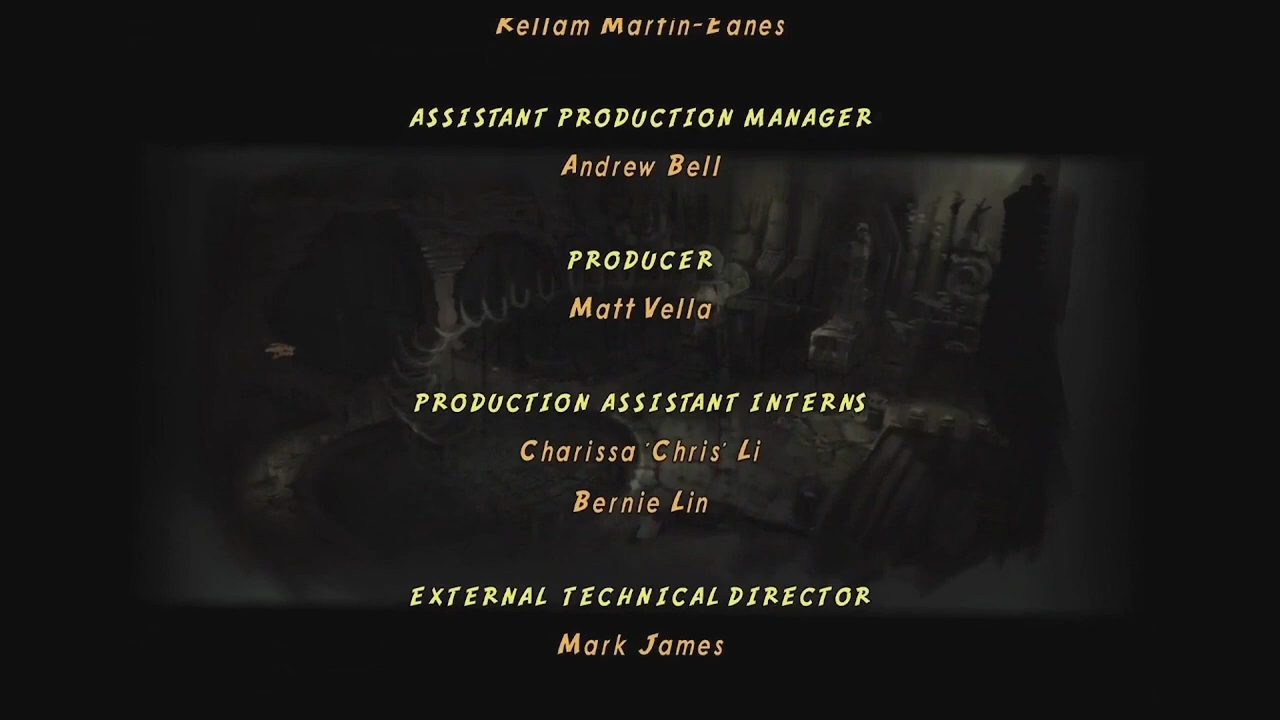 Kellam Martin-Eanes
ASSISTANT PRODUCTION MANAGER
Andrew Bell
PRODUCER
Matt Vella
PRODUCTION ASSISTANT INTERNS
Charissa 'Chris' Li
Bernie Lin
EXTERNAL TECHNICAL DIRECTOR
Mark James